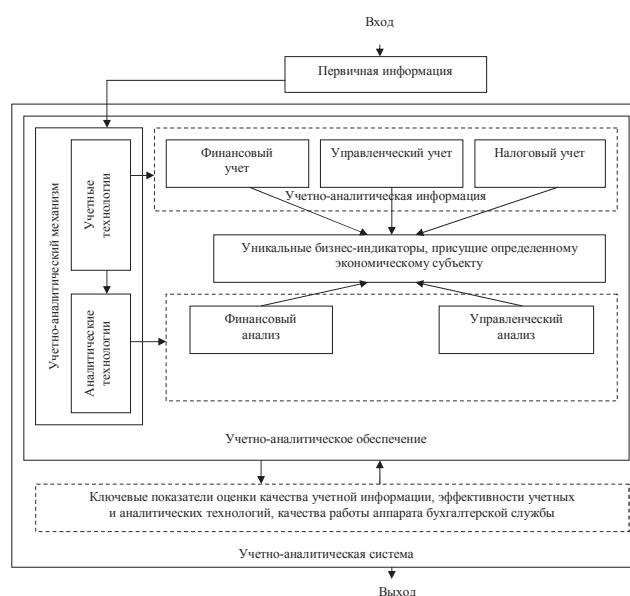 Вход
Первичная информация
Учетно-аналитический механизм
Учетные
технологии
Аналитические
технологии
Финансовый
учет
Управленческий учет
Налоговый учет
Учетно-аналитическая информация
Уникальные бизнес-индикаторы, присущие определенному
экономическому субъекту
Финансовый
анализ
Управленческий
анализ
Учетно-аналитическое обеспечение
Ключевые показатели оценки качества учетной информации, эффективности учетных
и аналитических технологий, качества работы аппарата бухгалтерской службы
Учетно-аналитическая система
Выход